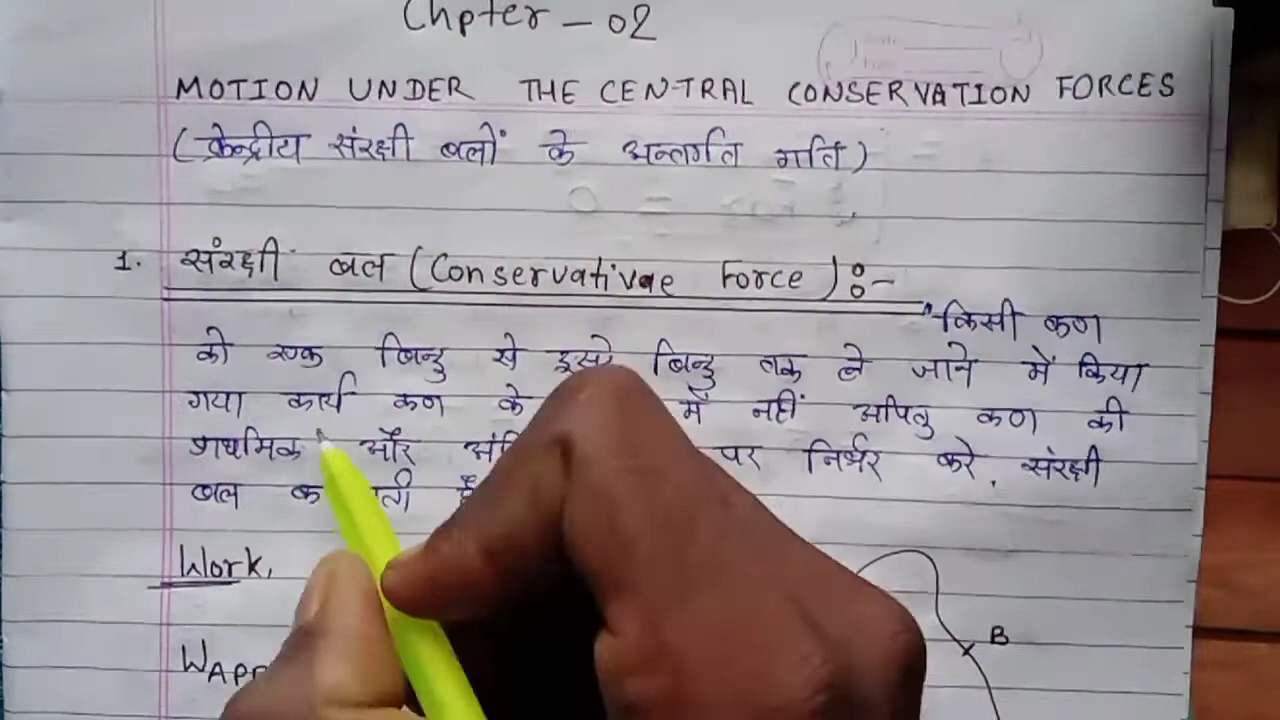 Chpter - 02
MOTION UNDER THE CENTRAL CONSERVATION FORCES
(केन्द्रीय संरक्षी बलों के अन्तर्गत गति)
1. संरक्षी बल (Conservativae Force) :-
किसी कण
को एक बिन्दु से दूसरे बिन्दु तक ले जाने में किया
गया कार्य कण के में नहीं अपितु कण की
प्राथमिक और पर निर्भर करे, संरक्षी
बल
Work,
B